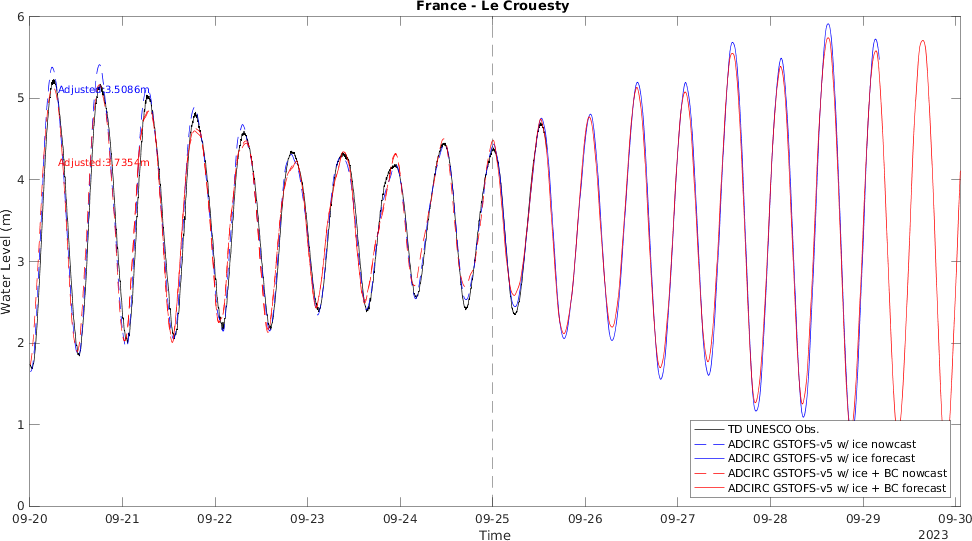 France - Le Crouesty
6
5
4
3
2
1
0
Water Level (m)
Adjusted:3.5086m
Adjusted:3.7354m
TD UNESCO Obs.
ADCIRC GSTOFS-v5 w/ ice nowcast
ADCIRC GSTOFS-v5 w/ ice forecast
ADCIRC GSTOFS-v5 w/ ice + BC nowcast
ADCIRC GSTOFS-v5 w/ ice + BC forecast
09-20 09-21 09-22 09-23 09-24 09-25 09-26 09-27 09-28 09-29 09-30
Time
2023